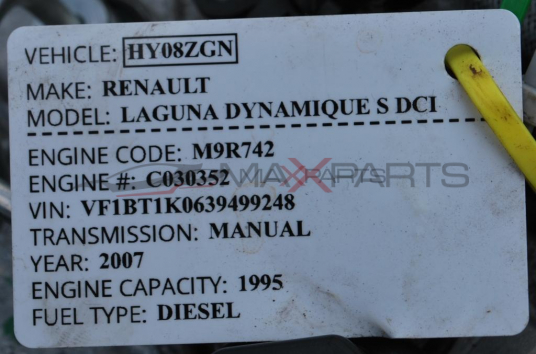 VEHICLE: HY08ZGN
MAKE: RENAULT
MODEL: LAGUNA DYNAMIQUE S DCI
ENGINE CODE: M9R742
ENGINE #: C030352
MAXXPARTS
VIN: VF1BT1K0639499248
TRANSMISSION: MANUAL
YEAR: 2007
ENGINE CAPACITY: 1995
FUEL TYPE: DIESEL